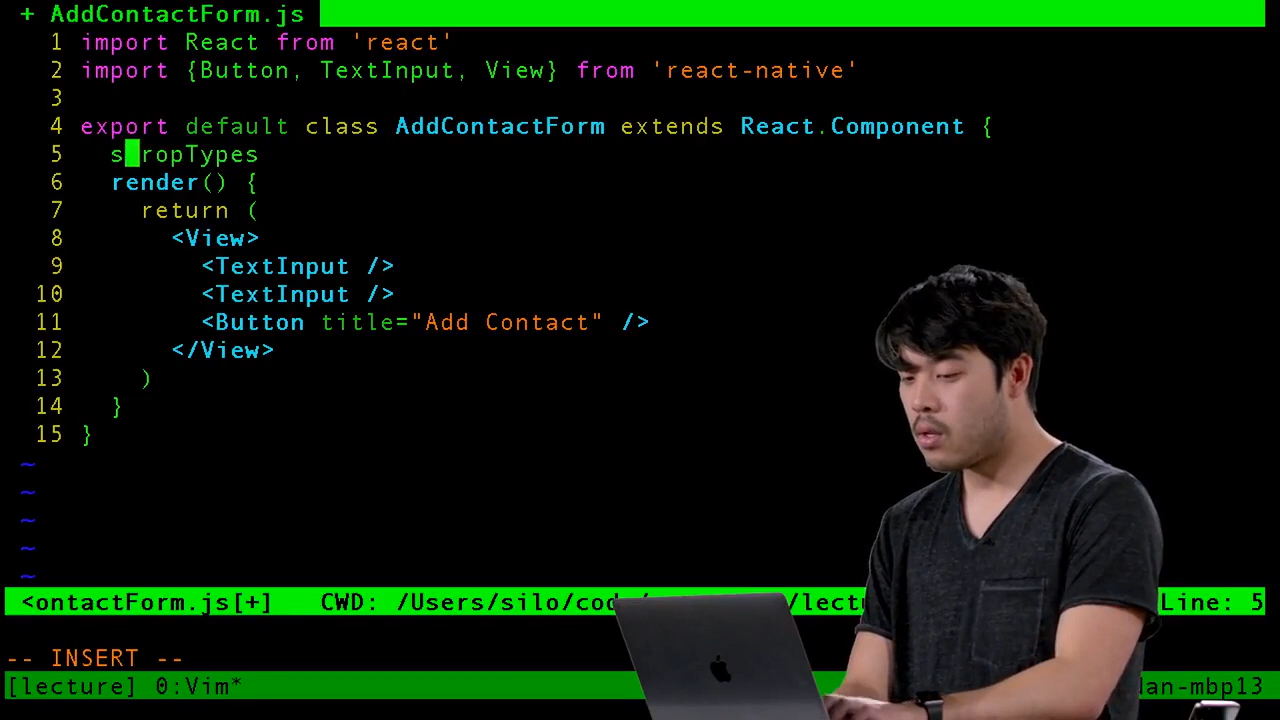 + AddContactForm.js
1 import React from 'react'
2 import {Button, TextInput, View} from 'react-native'
3
4 export default class AddContactForm extends React.Component {
5 spropTypes
6 render() {
7 return (
8 <View>
9 <TextInput />
10 <TextInput />
11 <Button title="Add Contact" />
12 </View>
13 )
14 }
15 }
~
~
~
~
~
<ontactForm.js[+] CWD: /Users/silo/cod /lectu Line: 5
-- INSERT --
[lecture] 0:Vim* dan-mbp13